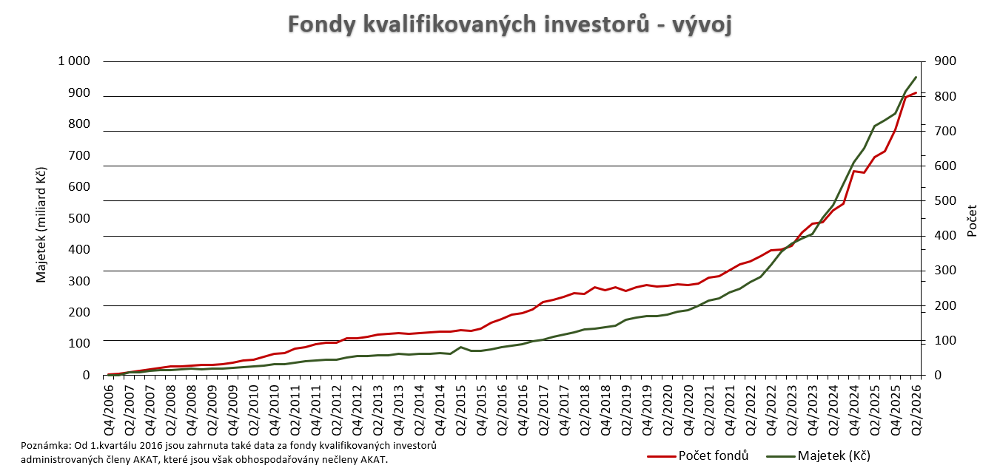 Fondy kvalifikovaných investorů - vývoj
1 000
900
800
700
600
500
400
300
200
100
0
Majetek (miliard Kč)
900
800
700
600
500
400
300
200
100
0
Počet
Q4/2006
Q2/2007
Q4/2007
Q2/2008
Q4/2008
Q2/2009
Q4/2009
Q2/2010
Q4/2010
Q2/2011
Q4/2011
Q2/2012
Q4/2012
Q2/2013
Q4/2013
Q2/2014
Q4/2014
Q2/2015
Q4/2015
Q2/2016
Q4/2016
Q2/2017
Q4/2017
Q2/2018
Q4/2018
Q2/2019
Q4/2019
Q2/2020
Q4/2020
Q2/2021
Q4/2021
Q2/2022
Q4/2022
Q2/2023
Q4/2023
Q2/2024
Q4/2024
Q2/2025
Q4/2025
Q2/2026
Poznámka: Od 1.kvartálu 2016 jsou zahrnuta také data za fondy kvalifikovaných investorů
administrovaných členy AKAT, které jsou však obhospodařovány nečleny AKAT.
Počet fondů
Majetek (Kč)